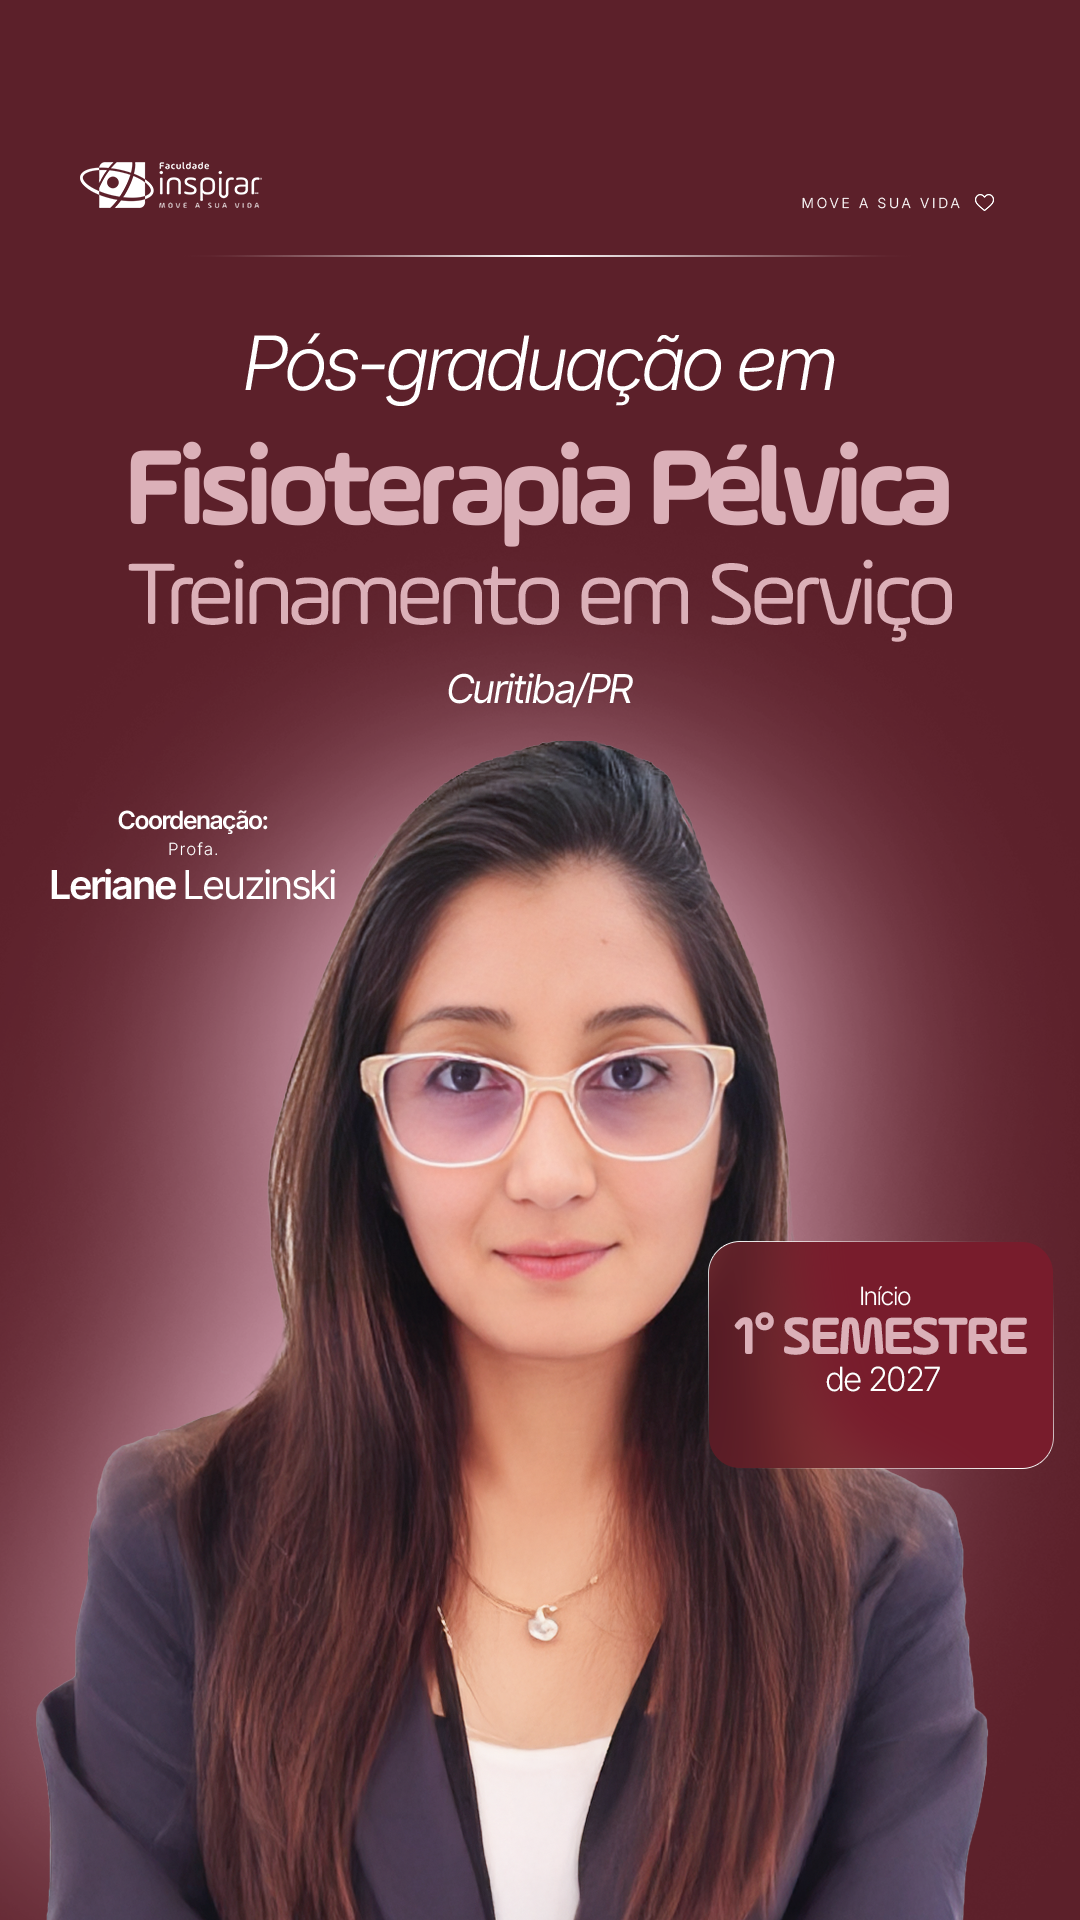 Faculdade
inspirar
MOVE A SUA VIDA
MOVE A SUA VIDA
Pós-graduação em
Fisioterapia Pélvica
Treinamento em Serviço
Curitiba/PR
Coordenação:
Profa.
Leriane Leuzinski
Início
1° SEMESTRE
de 2027